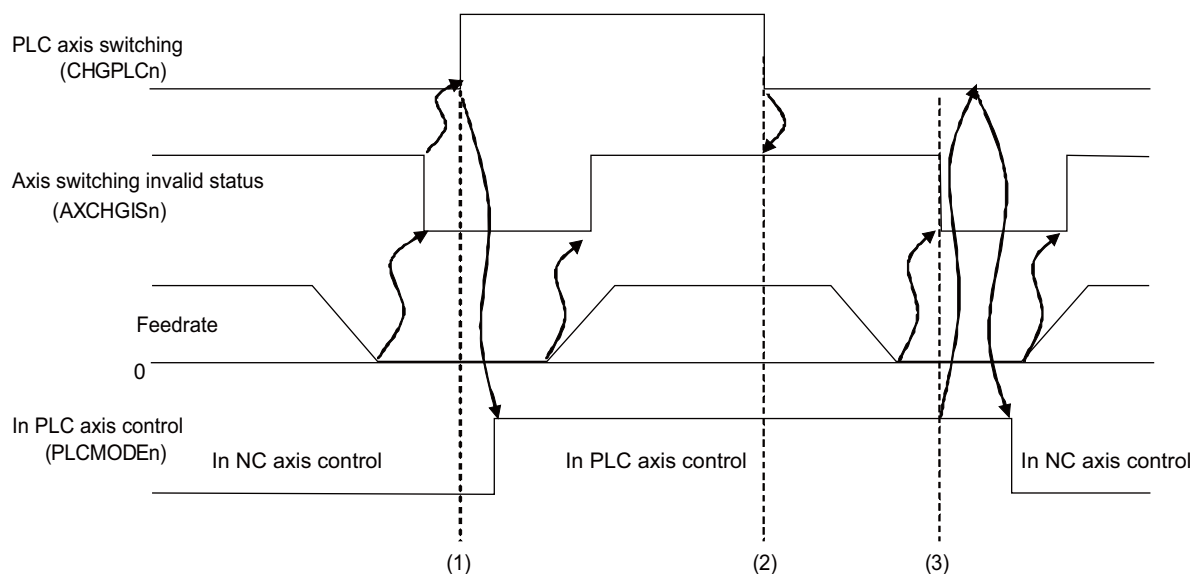 PLC axis switching
(CHGPLCn)
Axis switching invalid status
(AXCHGISn)
Feedrate
0
In PLC axis control
(PLCMODEn)
In NC axis control
In PLC axis control
In NC axis control
(1)
(2)
(3)